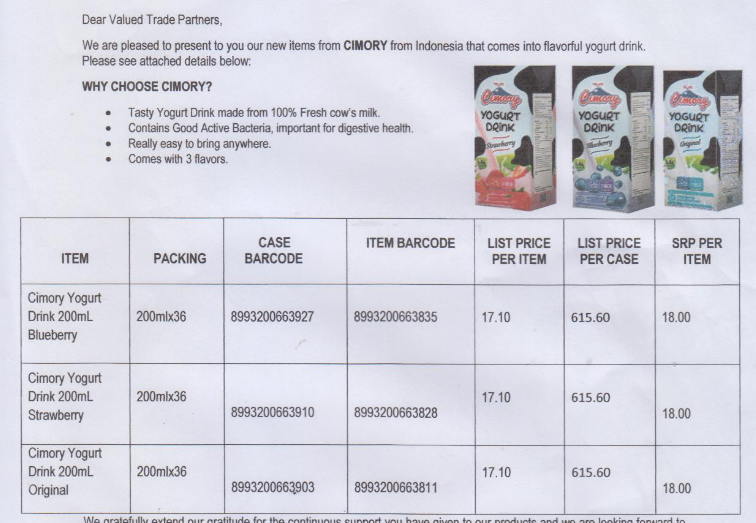 Dear Valued Trade Partners,
We are pleased to present to you our new items from CIMORY from Indonesia that comes into flavorful yogurt drink.
Please see attached details below:
WHY CHOOSE CIMORY?
• Tasty Yogurt Drink made from 100% Fresh cow's milk.
• Contains Good Active Bacteria, important for digestive health.
• Really easy to bring anywhere.
• Comes with 3 flavors.
Cimory
YOGURT
DRINK
Strawberry
Cimory
YOGURT
DRINK
Blueberry
Cimory
YOGURT
DRINK
Original
ITEM PACKING CASE BARCODE ITEM BARCODE LIST PRICE PER ITEM LIST PRICE PER CASE SRP PER ITEM
Cimory Yogurt
Drink 200mL 200mlx36 8993200663927 8993200663835 17.10 615.60 18.00
Blueberry
Cimory Yogurt
Drink 200mL 200mlx36 8993200663910 8993200663828 17.10 615.60 18.00
Strawberry
Cimory Yogurt
Drink 200mL 200mlx36 8993200663903 8993200663811 17.10 615.60 18.00
Original
We gratefully extend our gratitude for the continuous support you have given to our products and we are looking forward to